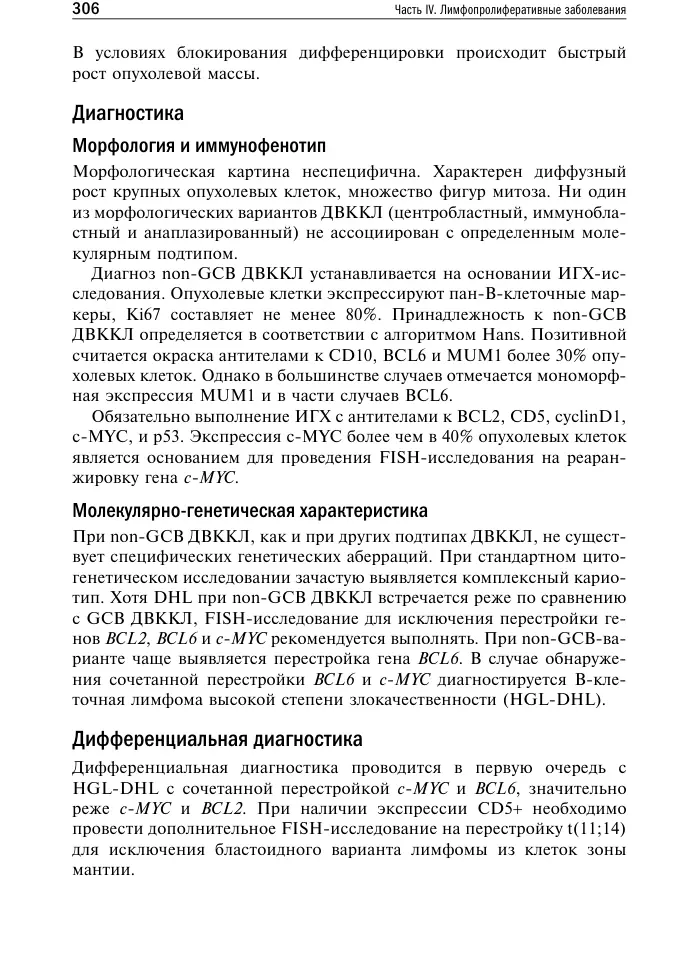 306
Часть IV. Лимфопролиферативные заболевания
В условиях блокирования дифференцировки происходит быстрый
рост опухолевой массы.
Диагностика
Морфология и иммунофенотип
Морфологическая картина неспецифична. Характерен диффузный
рост крупных опухолевых клеток, множество фигур митоза. Ни один
из морфологических вариантов ДВККЛ (центробластный, иммунобла-
стный и анаплазированный) не ассоциирован с определенным моле-
кулярным подтипом.
Диагноз non-GCB ДВККЛ устанавливается на основании ИГХ-ис-
следования. Опухолевые клетки экспрессируют пан-В-клеточные мар-
керы, Ki67 составляет не менее 80%. Принадлежность к non-GCB
ДВККЛ определяется в соответствии с алгоритмом Hans. Позитивной
считается окраска антителами к CD10, BCL6 и MUM1 более 30% опу-
холевых клеток. Однако в большинстве случаев отмечается мономорф-
ная экспрессия MUM1 и в части случаев BCL6.
Обязательно выполнение ИГХ с антителами к BCL2, CD5, cyclinD1,
c-MYC, и p53. Экспрессия c-MYC более чем в 40% опухолевых клеток
является основанием для проведения FISH-исследования на реаран-
жировку гена c-MYC.
Молекулярно-генетическая характеристика
При non-GCB ДВККЛ, как и при других подтипах ДВККЛ, не сущест-
вует специфических генетических аберраций. При стандартном цито-
генетическом исследовании зачастую выявляется комплексный карио-
тип. Хотя DHL при non-GCB ДВККЛ встречается реже по сравнению
с GCB ДВККЛ, FISH-исследование для исключения перестройки ге-
нов BCL2, BCL6 и c-MYC рекомендуется выполнять. При non-GCB-ва-
рианте чаще выявляется перестройка гена BCL6. В случае обнаруже-
ния сочетанной перестройки BCL6 и c-MYC диагностируется В-кле-
точная лимфома высокой степени злокачественности (HGL-DHL).
Дифференциальная диагностика
Дифференциальная диагностика проводится в первую очередь с
HGL-DHL с сочетанной перестройкой c-MYC и BCL6, значительно
реже c-MYC и BCL2. При наличии экспрессии CD5+ необходимо
провести дополнительное FISH-исследование на перестройку t(11;14)
для исключения бластоидного варианта лимфомы из клеток зоны
мантии.